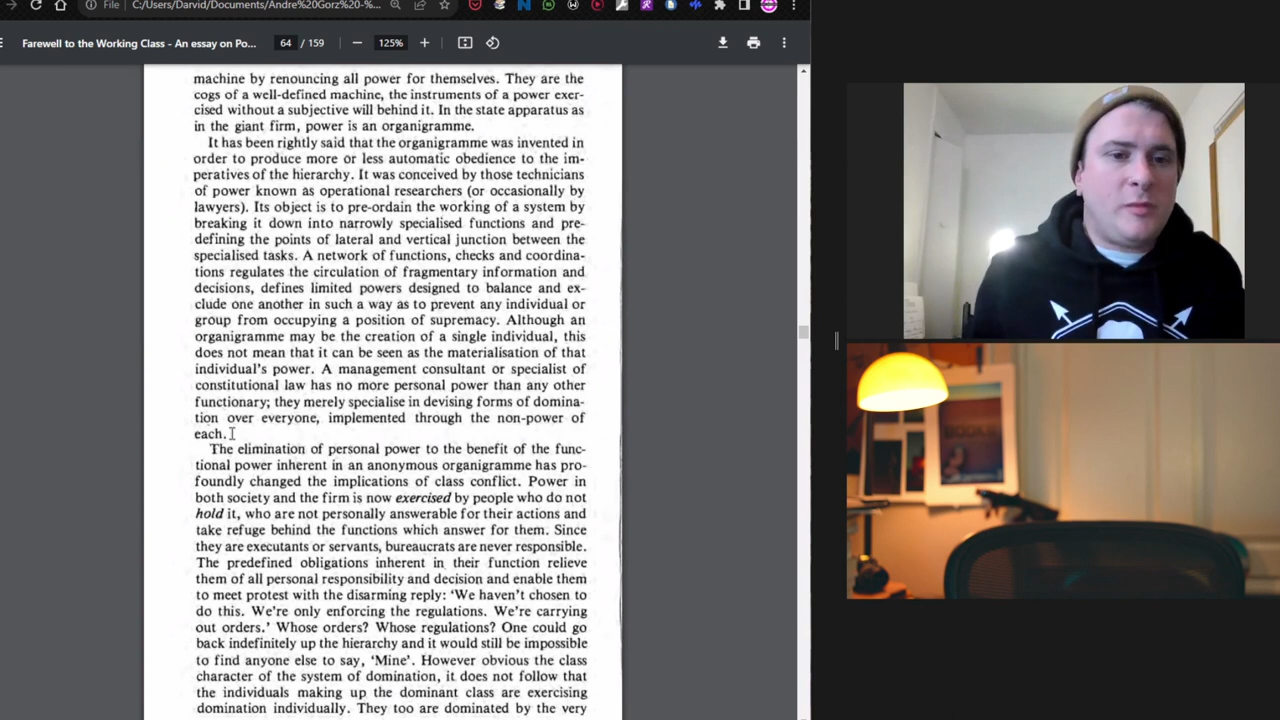 File
C:/Users/Darvid/Documents/Andre%20Gorz%20-%...
Farewell to the Working Class - An essay on Po...
64 / 159
125%
machine by renouncing all power for themselves. They are the
cogs of a well-defined machine, the instruments of a power exer-
cised without a subjective will behind it. In the state apparatus as
in the giant firm, power is an organigramme.
It has been rightly said that the organigramme was invented in
order to produce more or less automatic obedience to the im-
peratives of the hierarchy. It was conceived by those technicians
of power known as operational researchers (or occasionally by
lawyers). Its object is to pre-ordain the working of a system by
breaking it down into narrowly specialised functions and pre-
defining the points of lateral and vertical junction between the
specialised tasks. A network of functions, checks and coordina-
tions regulates the circulation of fragmentary information and
decisions, defines limited powers designed to balance and ex-
clude one another in such a way as to prevent any individual or
group from occupying a position of supremacy. Although an
organigramme may be the creation of a single individual, this
does not mean that it can be seen as the materialisation of that
individual's power. A management consultant or specialist of
constitutional law has no more personal power than any other
functionary; they merely specialise in devising forms of domina-
tion over everyone, implemented through the non-power of
each.
The elimination of personal power to the benefit of the func-
tional power inherent in an anonymous organigramme has pro-
foundly changed the implications of class conflict. Power in
both society and the firm is now exercised by people who do not
hold it, who are not personally answerable for their actions and
take refuge behind the functions which answer for them. Since
they are executants or servants, bureaucrats are never responsible.
The predefined obligations inherent in their function relieve
them of all personal responsibility and decision and enable them
to meet protest with the disarming reply: 'We haven't chosen to
do this. We're only enforcing the regulations. We're carrying
out orders.' Whose orders? Whose regulations? One could go
back indefinitely up the hierarchy and it would still be impossible
to find anyone else to say, 'Mine'. However obvious the class
character of the system of domination, it does not follow that
the individuals making up the dominant class are exercising
domination individually. They too are dominated by the very